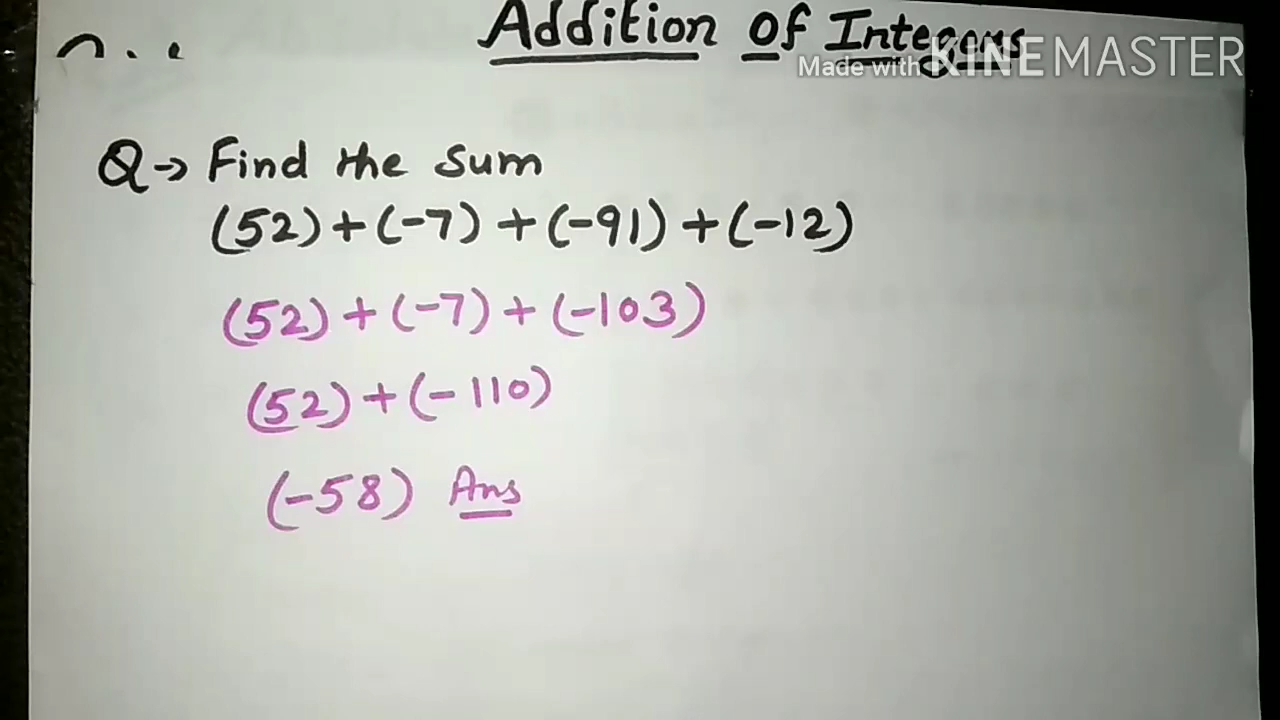 Addition of Integers
Made with KINEMASTER
Q→ Find the sum
(52)+(-7)+(-91)+(-12)
(52)+(-7)+(-103)
(52)+(-110)
(-58) Ans